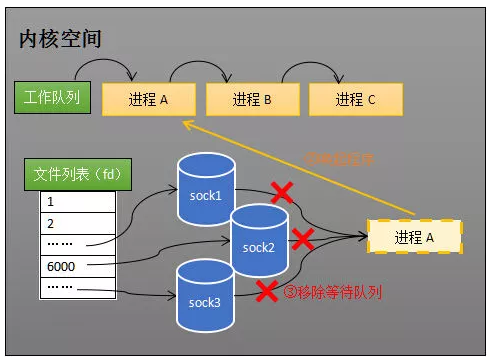 内核空间
工作队列
进程 A
进程 B
进程 C
文件列表（fd）
1
2
……
6000
……
sock1
sock2
sock3
进程 A
③移除等待队列